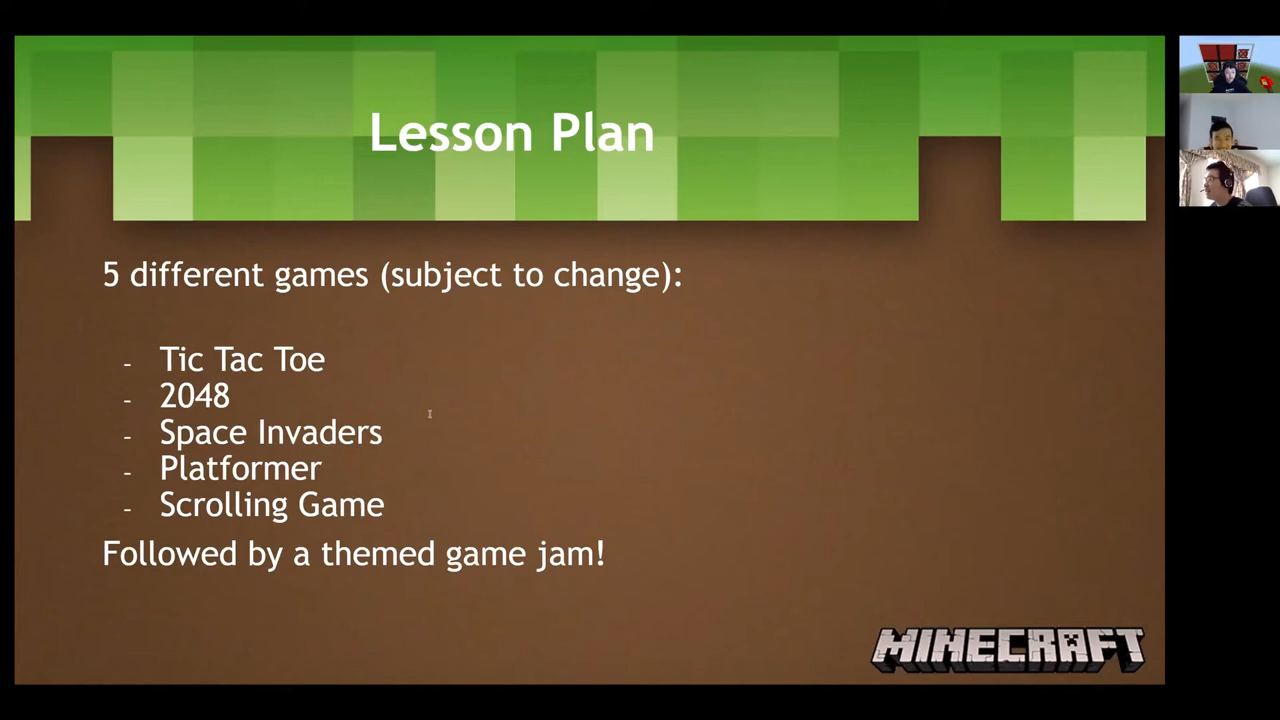 Lesson Plan
5 different games (subject to change):
- Tic Tac Toe
- 2048
- Space Invaders
- Platformer
- Scrolling Game
Followed by a themed game jam!
MINECRAFT